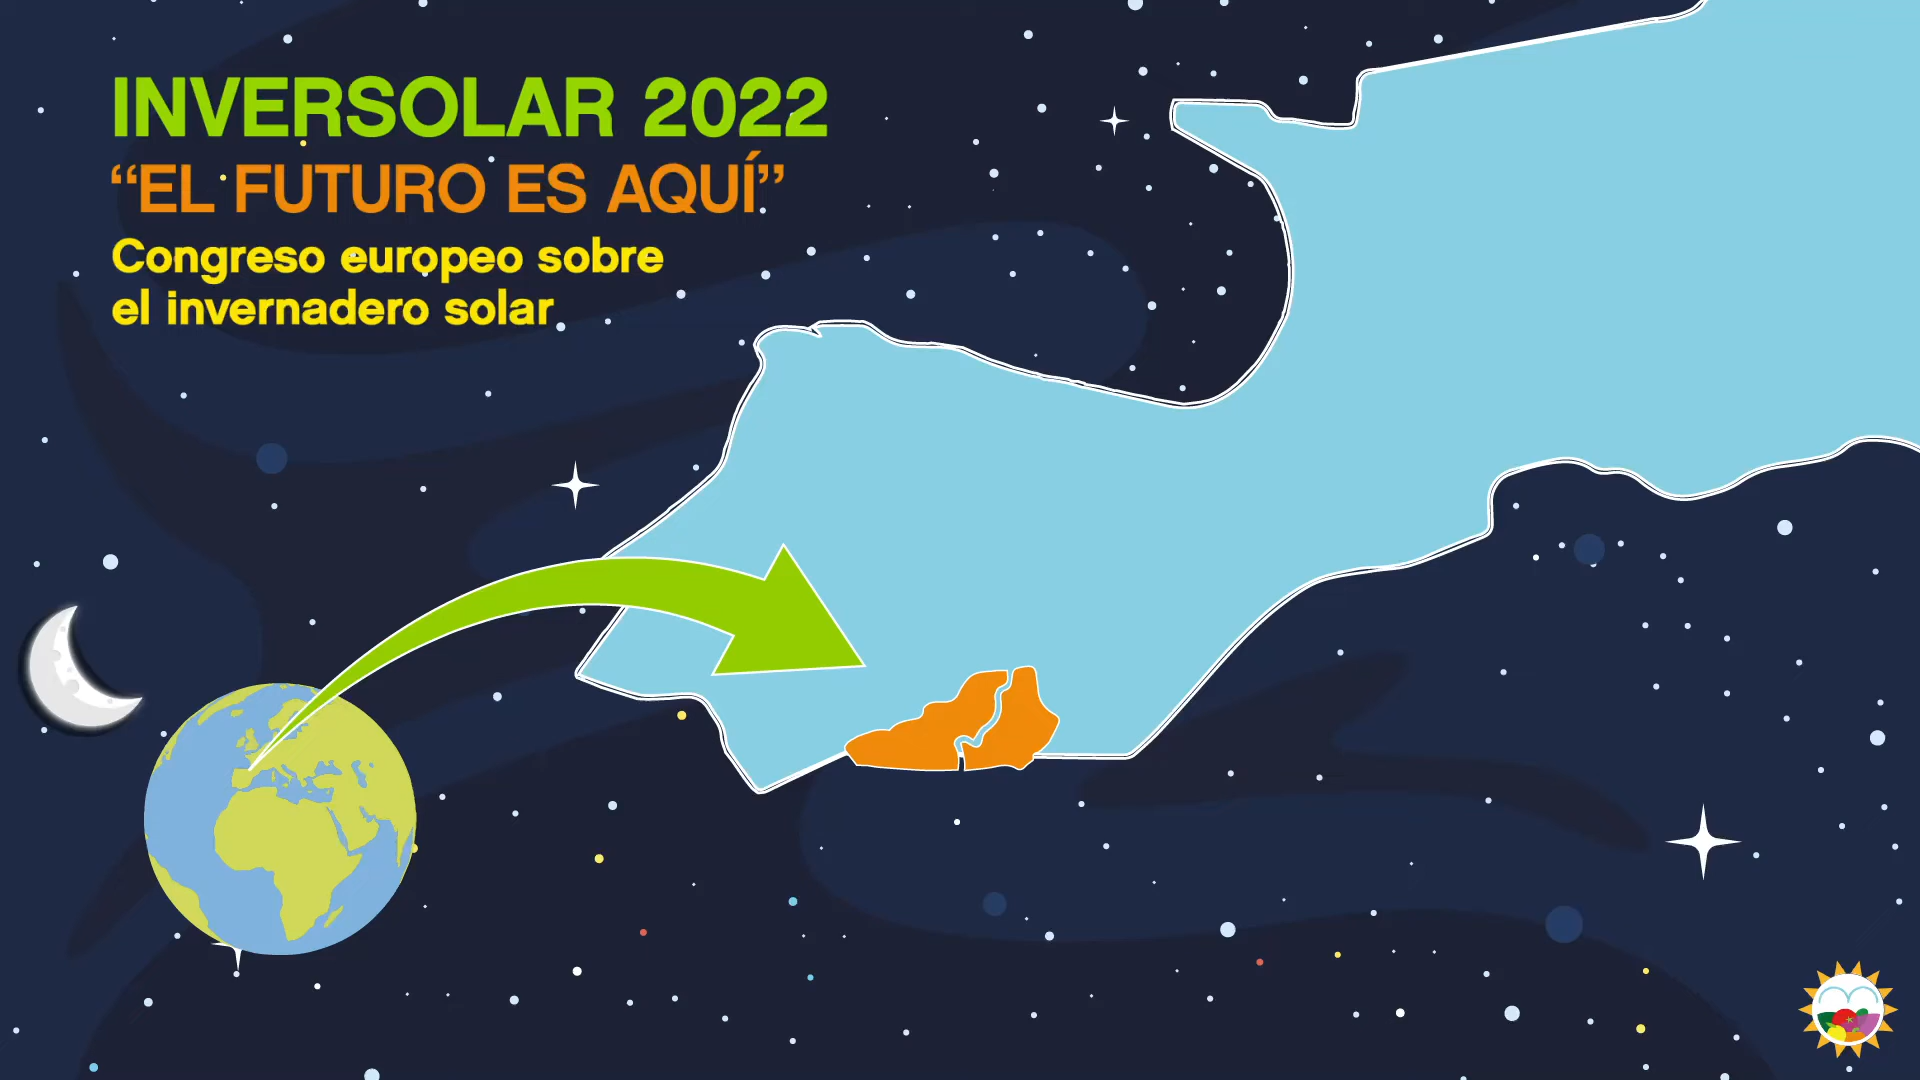 INVERSOLAR 2022
“EL FUTURO ES AQUÍ”
Congreso europeo sobre
el invernadero solar